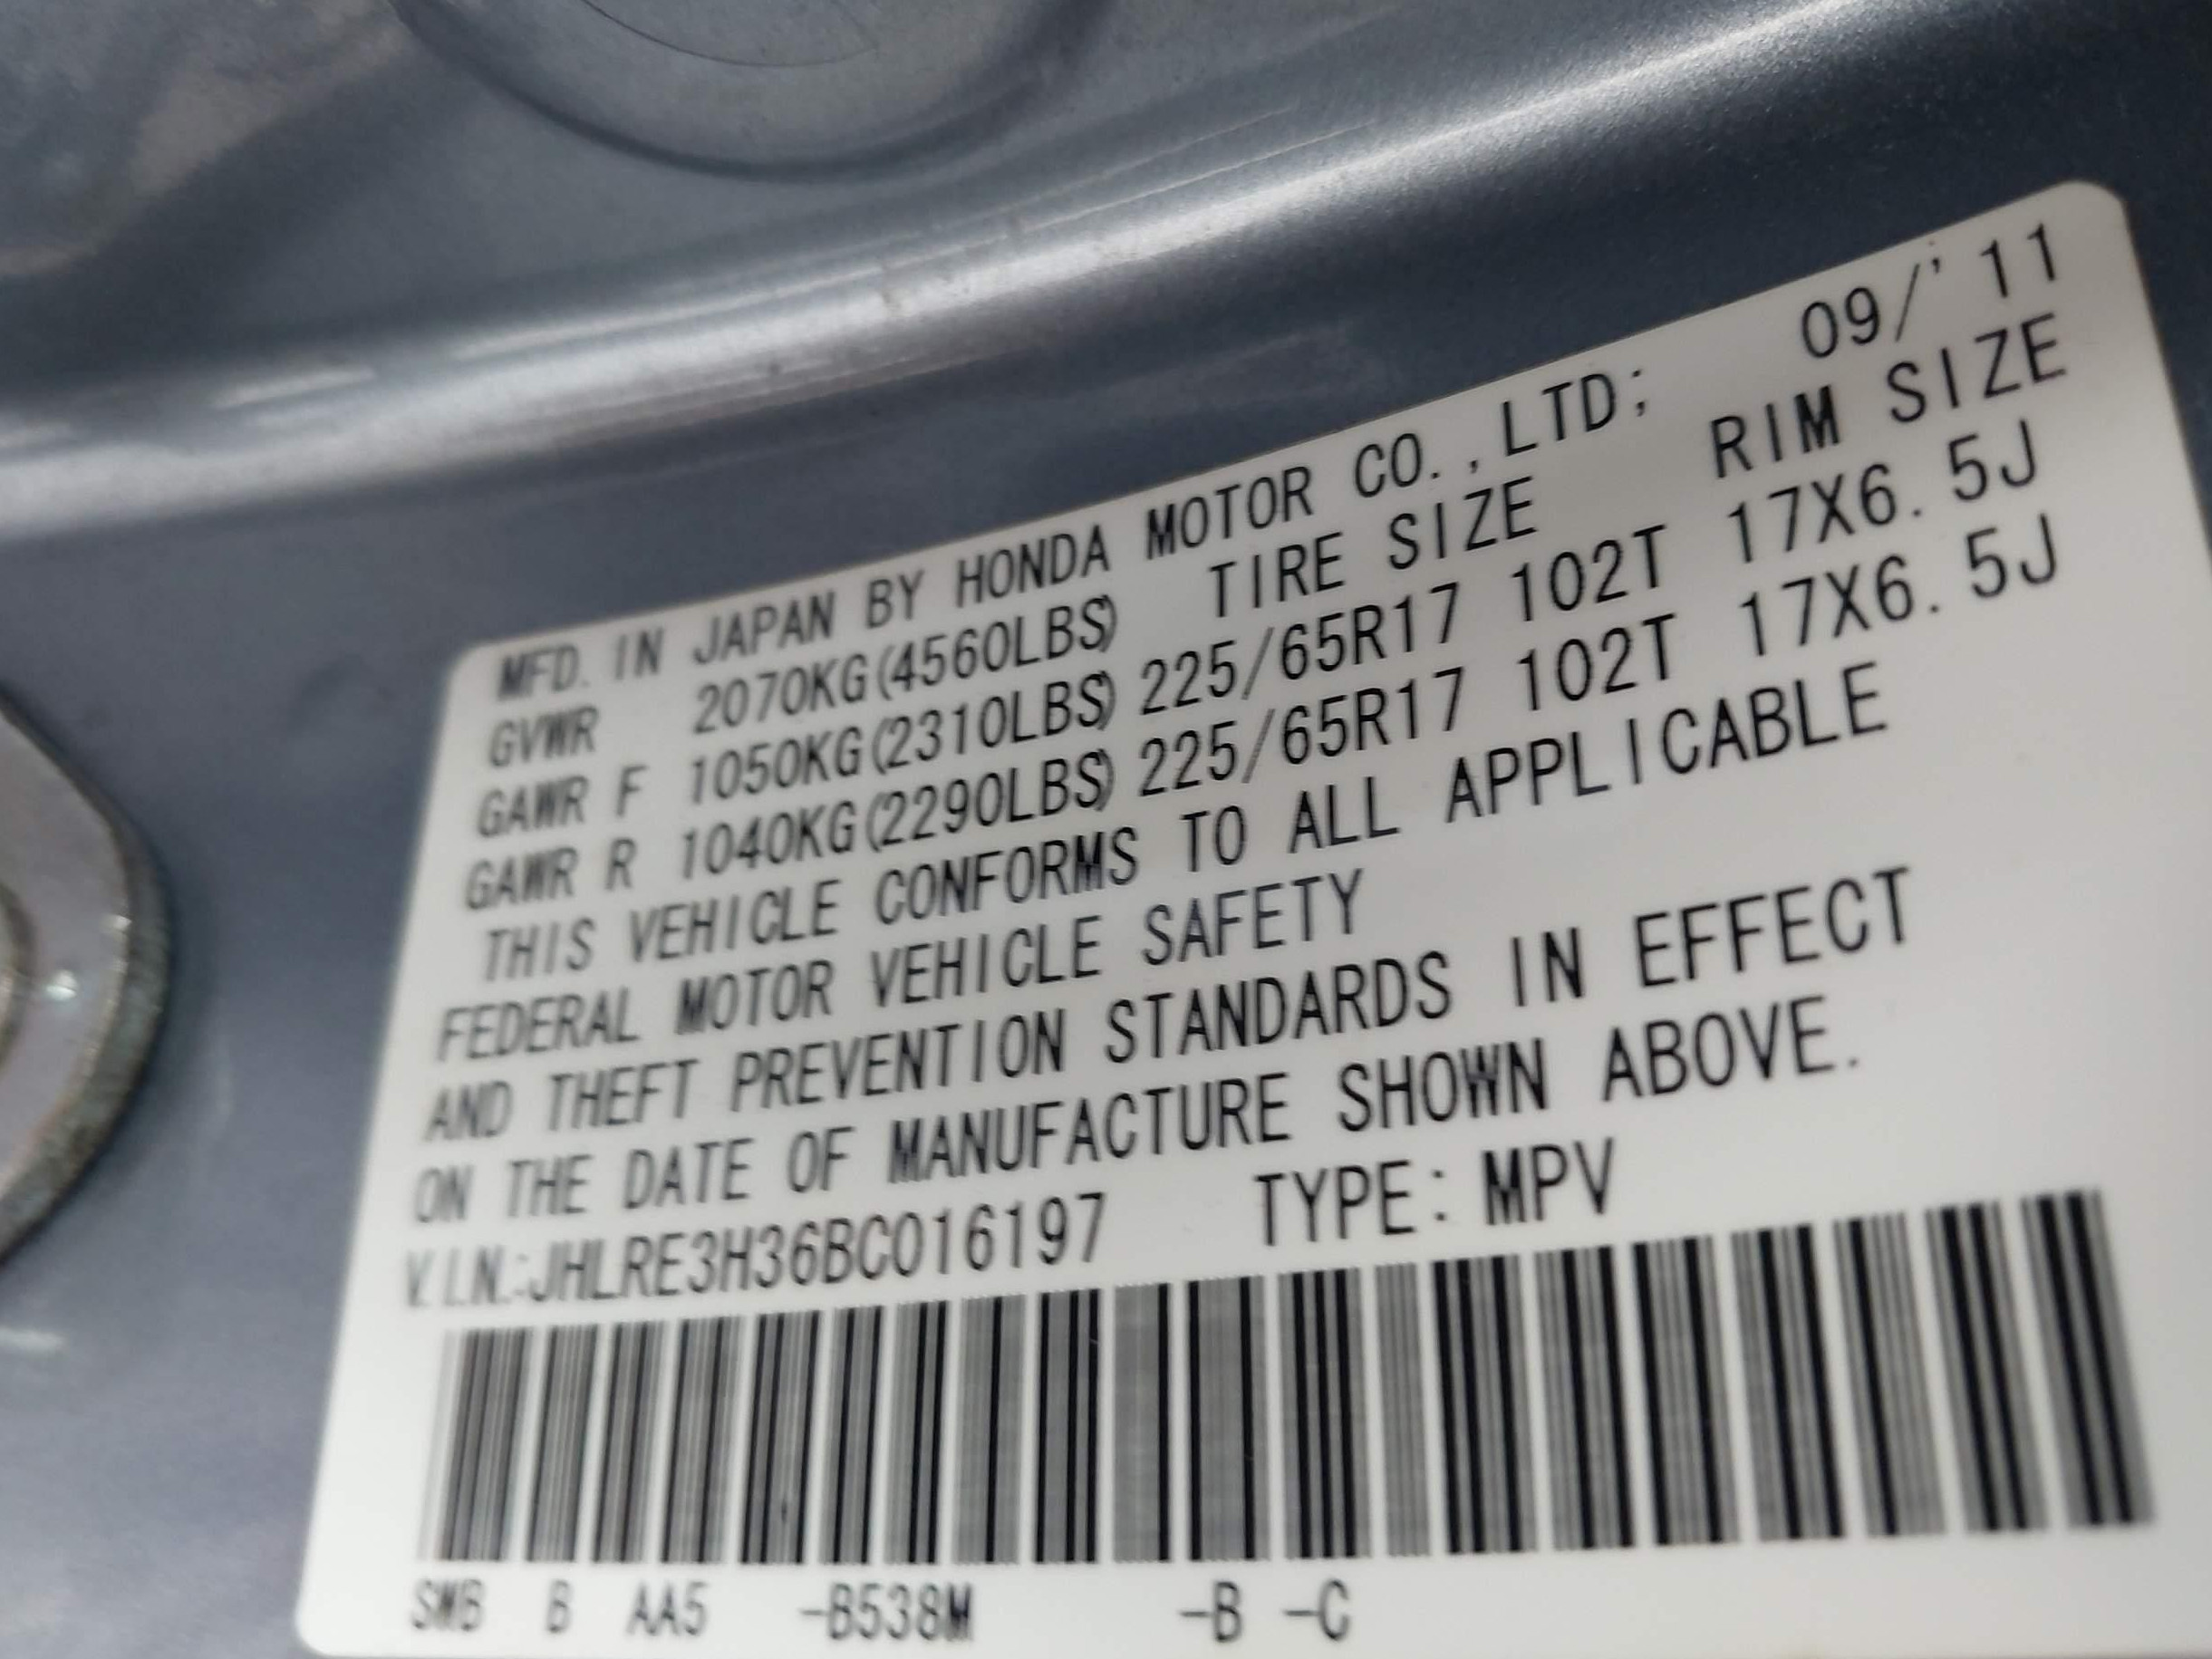 MFD. IN JAPAN BY HONDA MOTOR CO.,LTD; 09/'11
GVWR 2070KG(4560LBS) TIRE SIZE RIM SIZE
GAWR F 1050KG(2310LBS) 225/65R17 102T 17X6.5J
GAWR R 1040KG(2290LBS) 225/65R17 102T 17X6.5J
THIS VEHICLE CONFORMS TO ALL APPLICABLE
FEDERAL MOTOR VEHICLE SAFETY
AND THEFT PREVENTION STANDARDS IN EFFECT
ON THE DATE OF MANUFACTURE SHOWN ABOVE.
V.I.N.:JHLRE3H36BC016197 TYPE: MPV
SWB B AA5 -B538M -B -C